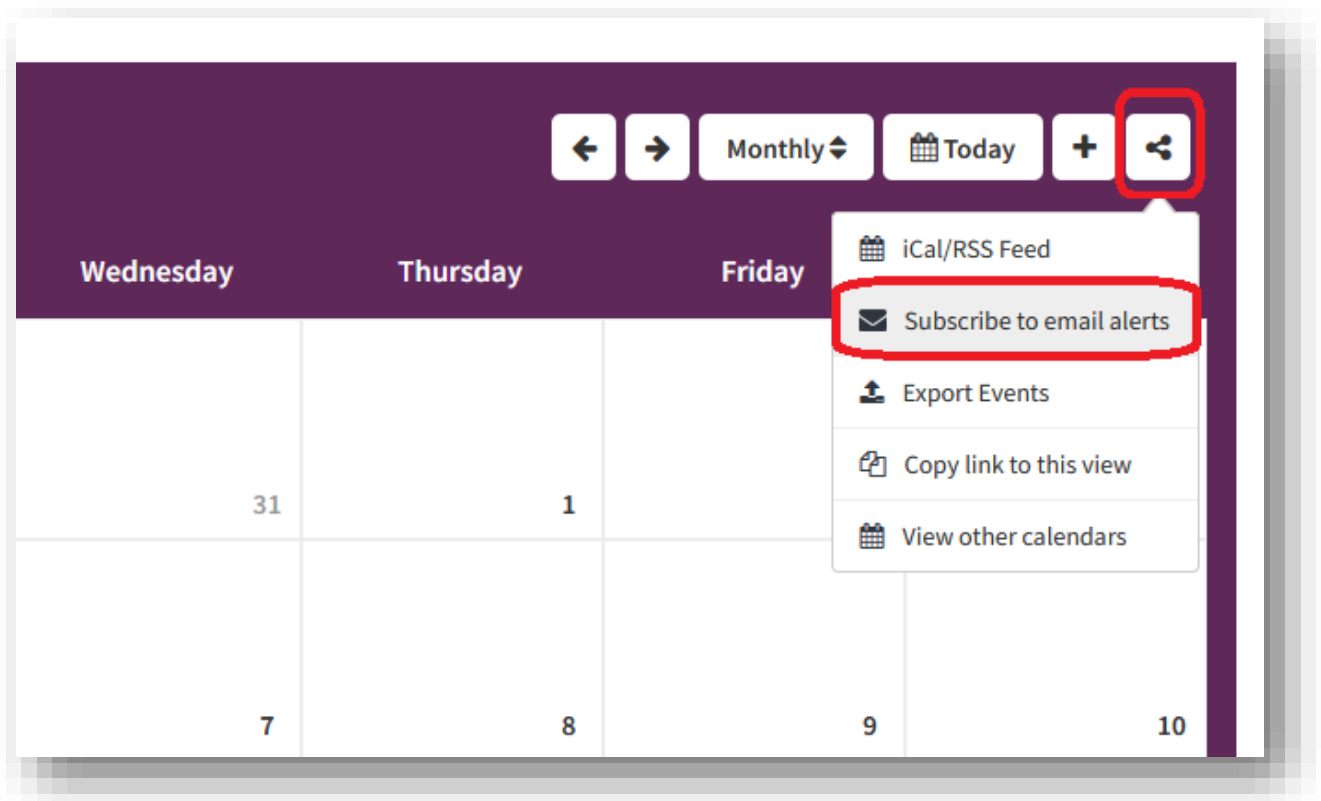 Monthly
Today
Wednesday
Thursday
Friday
iCal/RSS Feed
Subscribe to email alerts
Export Events
Copy link to this view
View other calendars
31
1
7
8
9
10